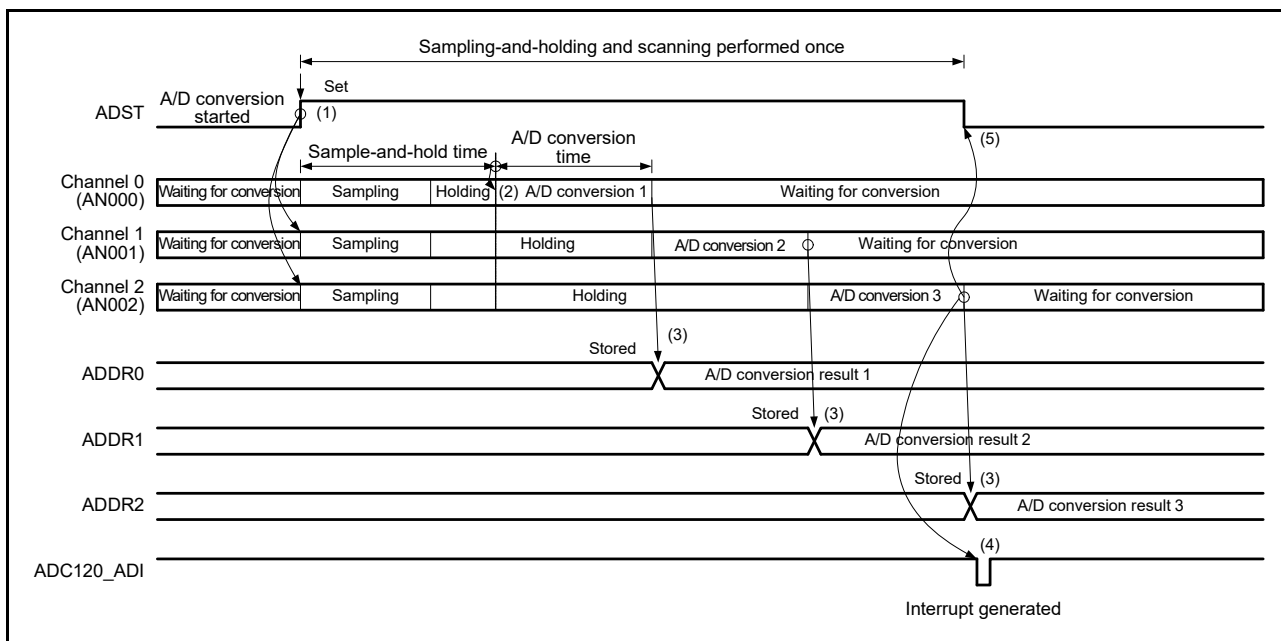 Sampling-and-holding and scanning performed once
ADST
A/D conversion
started
Set
(1)
(5)
Sample-and-hold time
A/D conversion
time
Channel 0
(AN000)
Waiting for conversion
Sampling
Holding
(2)
A/D conversion 1
Waiting for conversion
Channel 1
(AN001)
Waiting for conversion
Sampling
Holding
A/D conversion 2
Waiting for conversion
Channel 2
(AN002)
Waiting for conversion
Sampling
Holding
A/D conversion 3
Waiting for conversion
Stored
(3)
ADDR0
A/D conversion result 1
Stored
(3)
ADDR1
A/D conversion result 2
Stored
(3)
ADDR2
A/D conversion result 3
(4)
ADC120_ADI
Interrupt generated